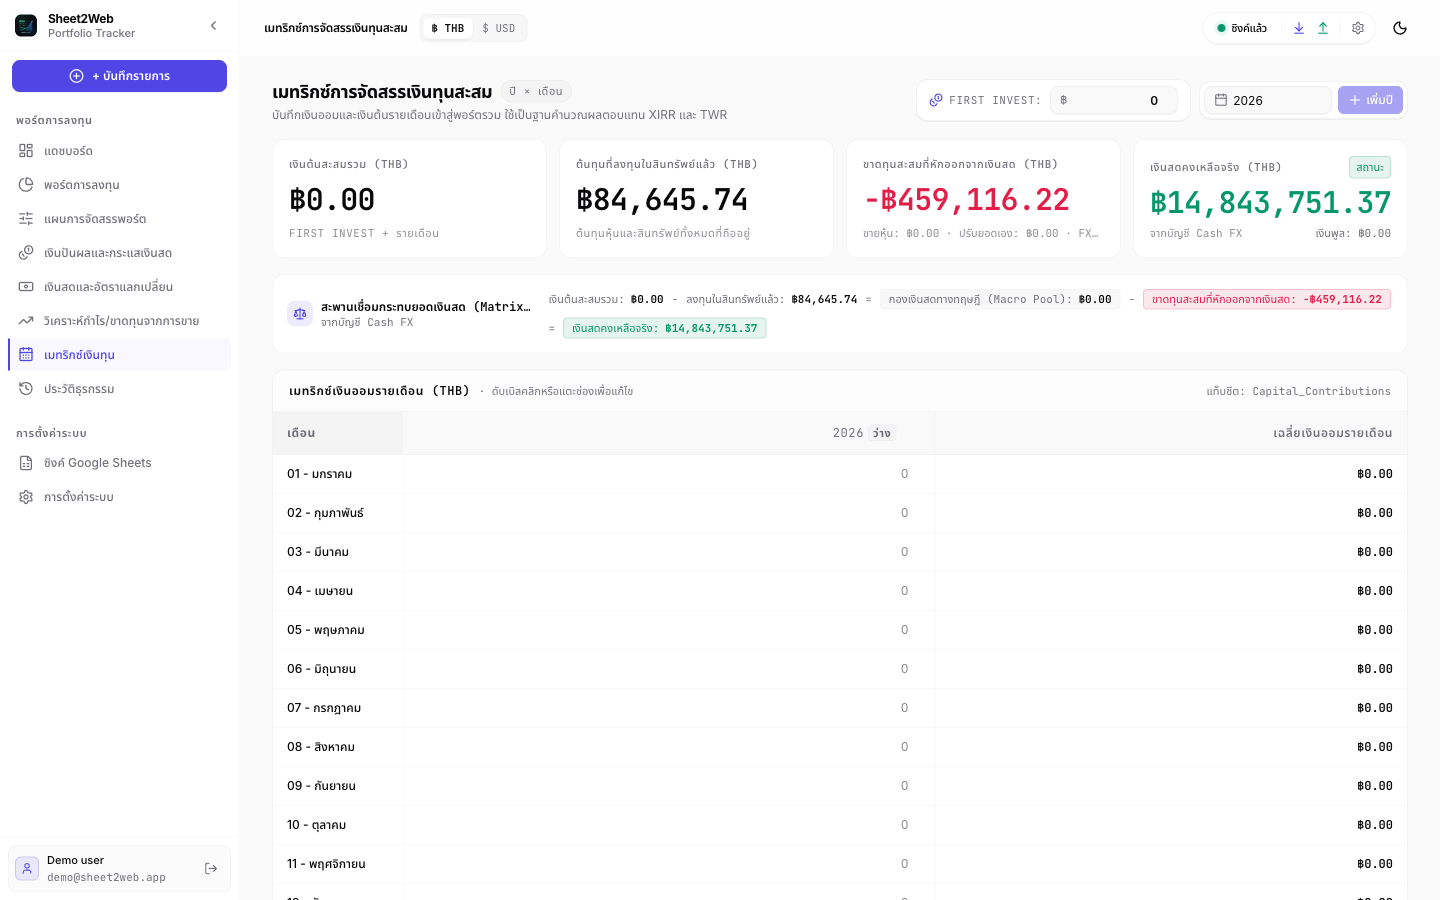 Sheet2Web
Portfolio Tracker
+ บันทึกรายการ
พอร์ตการลงทุน
แดชบอร์ด
พอร์ตการลงทุน
แผนการจัดสรรพอร์ต
เงินปันผลและกระแสเงินสด
เงินสดและอัตราแลกเปลี่ยน
วิเคราะห์กำไร/ขาดทุนจากการขาย
เมทริกซ์เงินทุน
ประวัติธุรกรรม
การตั้งค่าระบบ
ซิงค์ Google Sheets
การตั้งค่าระบบ
Demo user
demo@sheet2web.app
เมทริกซ์การจัดสรรเงินทุนสะสม ฿ THB $ USD
ซิงค์แล้ว
เมทริกซ์การจัดสรรเงินทุนสะสม ปี × เดือน
บันทึกเงินออมและเงินต้นรายเดือนเข้าสู่พอร์ตรวม ใช้เป็นฐานคำนวณผลตอบแทน XIRR และ TWR
FIRST INVEST: ฿ 0
2026 + เพิ่มปี
เงินต้นสะสมรวม (THB)
฿0.00
FIRST INVEST + รายเดือน
ต้นทุนที่ลงทุนในสินทรัพย์แล้ว (THB)
฿84,645.74
ต้นทุนหุ้นและสินทรัพย์ทั้งหมดที่ถืออยู่
ขาดทุนสะสมที่หักออกจากเงินสด (THB)
-฿459,116.22
ขายหุ้น: ฿0.00 · ปรับยอดเอง: ฿0.00 · FX…
เงินสดคงเหลือจริง (THB) สถานะ
฿14,843,751.37
จากบัญชี Cash FX เงินพูล: ฿0.00
สะพานเชื่อมกระทบยอดเงินสด (Matrix…
จากบัญชี Cash FX
เงินต้นสะสมรวม: ฿0.00 - ลงทุนในสินทรัพย์แล้ว: ฿84,645.74 = กองเงินสดทางทฤษฎี (Macro Pool): ฿0.00 - ขาดทุนสะสมที่หักออกจากเงินสด: -฿459,116.22
= เงินสดคงเหลือจริง: ฿14,843,751.37
เมทริกซ์เงินออมรายเดือน (THB) · ดับเบิลคลิกหรือแตะช่องเพื่อแก้ไข แท็บชีต: Capital_Contributions
เดือน 2026 ว่าง เฉลี่ยเงินออมรายเดือน
01 - มกราคม 0 ฿0.00
02 - กุมภาพันธ์ 0 ฿0.00
03 - มีนาคม 0 ฿0.00
04 - เมษายน 0 ฿0.00
05 - พฤษภาคม 0 ฿0.00
06 - มิถุนายน 0 ฿0.00
07 - กรกฎาคม 0 ฿0.00
08 - สิงหาคม 0 ฿0.00
09 - กันยายน 0 ฿0.00
10 - ตุลาคม 0 ฿0.00
11 - พฤศจิกายน 0 ฿0.00